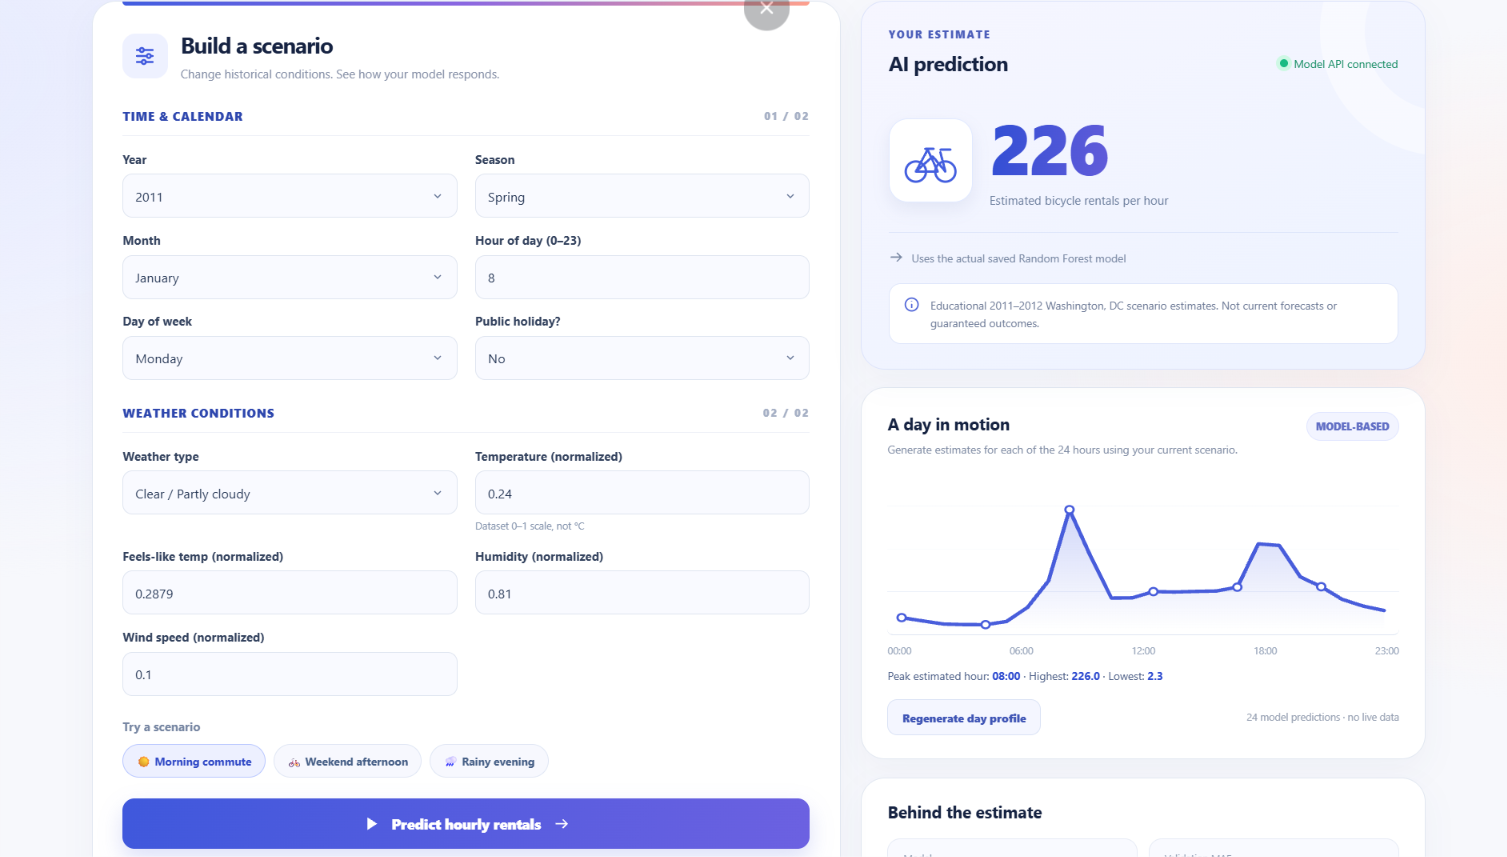 Build a scenario
Change historical conditions. See how your model responds.
TIME & CALENDAR
01 / 02
Year
Season
2011
Spring
Month
Hour of day (0–23)
January
8
Day of week
Public holiday?
Monday
No
WEATHER CONDITIONS
02 / 02
Weather type
Temperature (normalized)
Clear / Partly cloudy
0.24
Dataset 0–1 scale, not °C
Feels-like temp (normalized)
Humidity (normalized)
0.2879
0.81
Wind speed (normalized)
0.1
Try a scenario
Morning commute
Weekend afternoon
Rainy evening
Predict hourly rentals
YOUR ESTIMATE
AI prediction
Model API connected
226
Estimated bicycle rentals per hour
Uses the actual saved Random Forest model
Educational 2011–2012 Washington, DC scenario estimates. Not current forecasts or
guaranteed outcomes.
A day in motion
MODEL-BASED
Generate estimates for each of the 24 hours using your current scenario.
00:00
06:00
12:00
18:00
23:00
Peak estimated hour: 08:00 · Highest: 226.0 · Lowest: 2.3
Regenerate day profile
24 model predictions · no live data
Behind the estimate